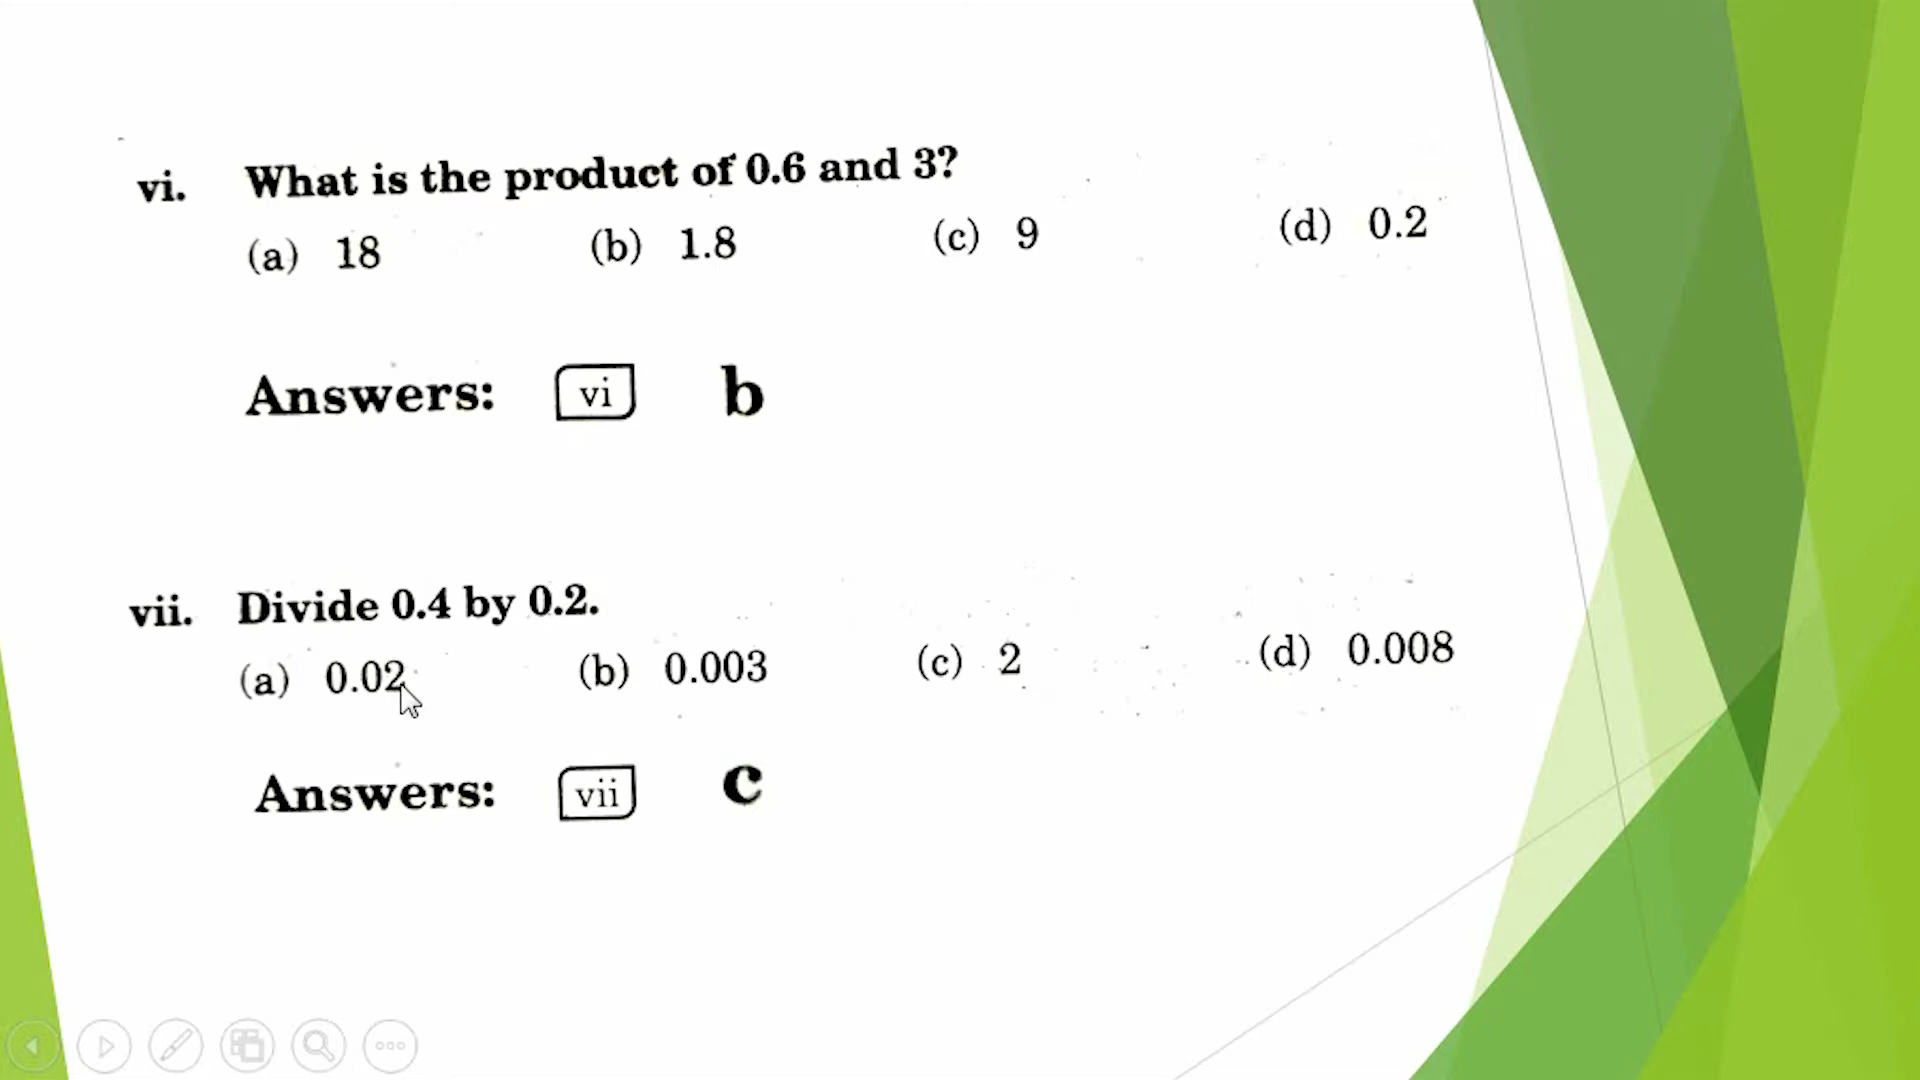 vi. What is the product of 0.6 and 3?
(a) 18 (b) 1.8 (c) 9 (d) 0.2
Answers: vi b
vii. Divide 0.4 by 0.2.
(a) 0.02 (b) 0.003 (c) 2 (d) 0.008
Answers: vii c